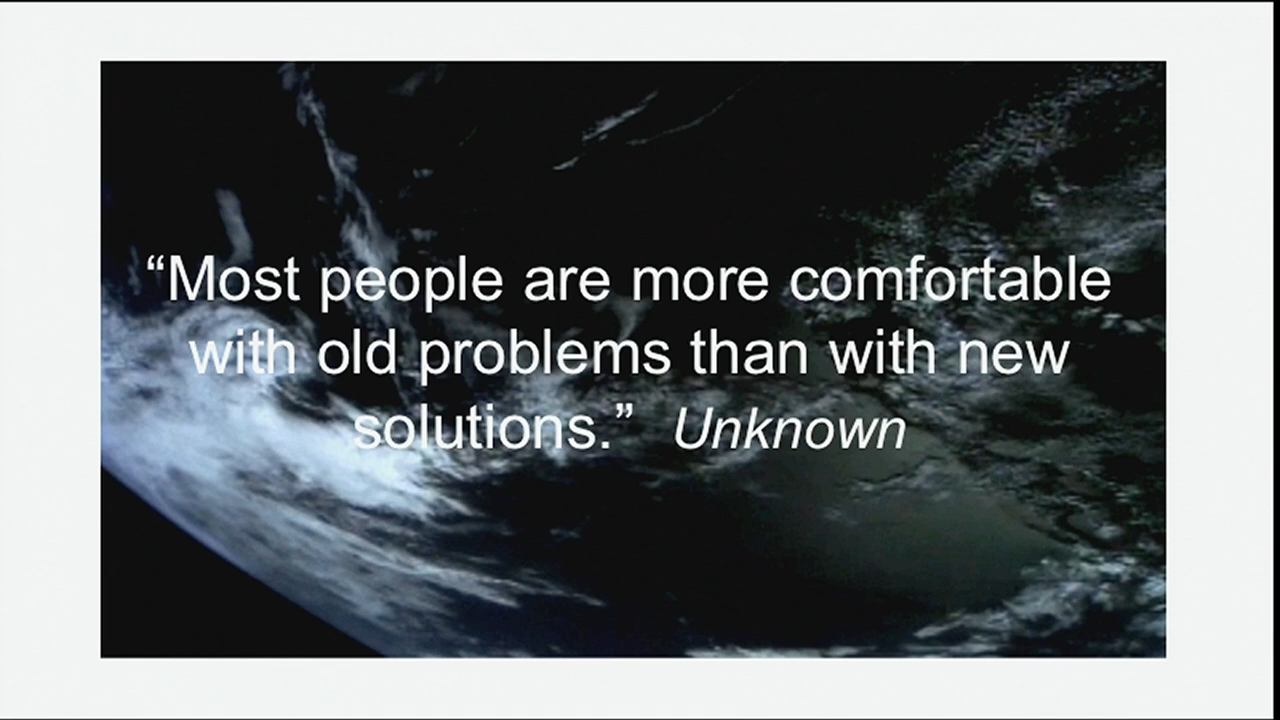 “Most people are more comfortable
with old problems than with new
solutions.” Unknown